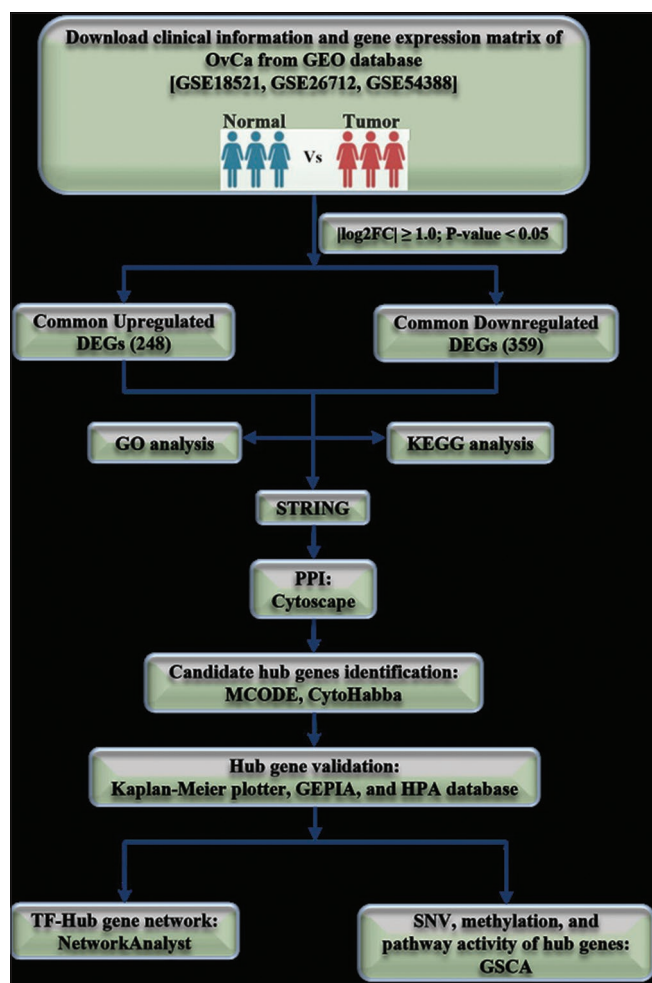 Download clinical information and gene expression matrix of
OvCa from GEO database
[GSE18521, GSE26712, GSE54388]
Normal
Tumor
Vs
|log2FC| ≥ 1.0; P-value < 0.05
Common Upregulated
DEGs (248)
Common Downregulated
DEGs (359)
GO analysis
KEGG analysis
STRING
PPI:
Cytoscape
Candidate hub genes identification:
MCODE, CytoHabba
Hub gene validation:
Kaplan-Meier plotter, GEPIA, and HPA database
TF-Hub gene network:
NetworkAnalyst
SNV, methylation, and
pathway activity of hub genes:
GSCA